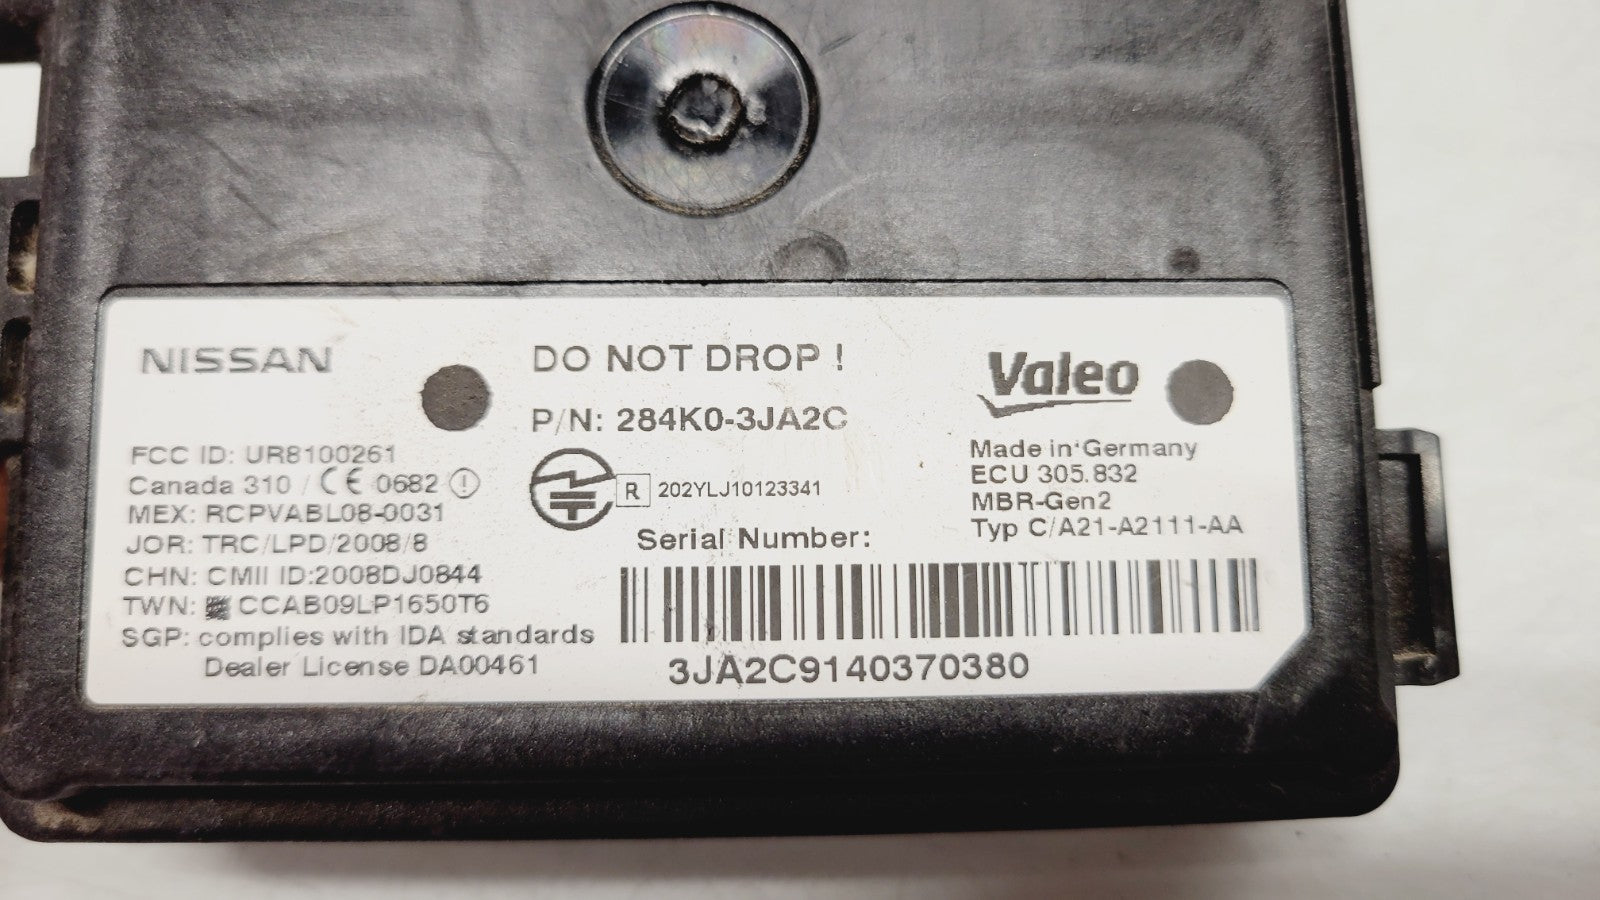 NISSAN
DO NOT DROP !
P/N: 284K0-3JA2C
Valeo
FCC ID: UR8100261
Canada 310 / CE 0682
MEX: RCPVABL08-0031
JOR: TRC/LPD/2008/8
CHN: CMII ID:2008DJ0844
TWN: CCAB09LP1650T6
SGP: complies with IDA standards
Dealer License DA00461
R 202YLJ10123341
Made in Germany
ECU 305.832
MBR-Gen2
Typ C/A21-A2111-AA
Serial Number:
3JA2C9140370380